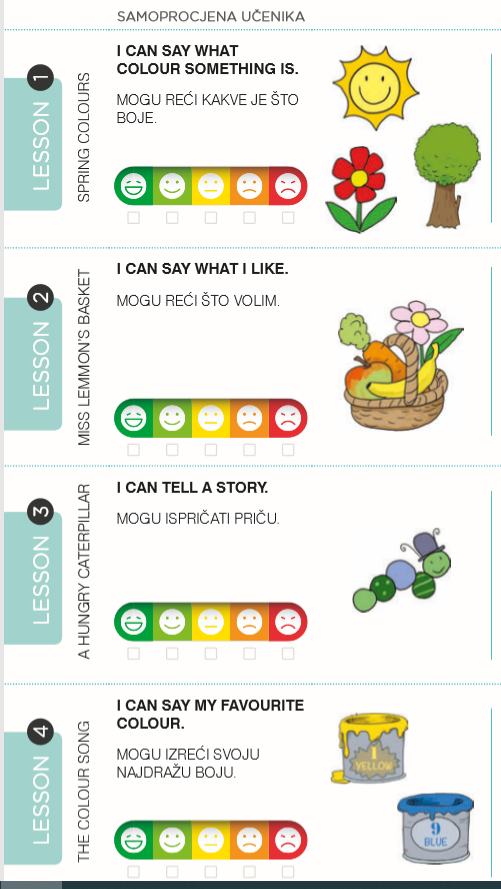 SAMOPROCJENA UČENIKA
LESSON 1
SPRING COLOURS
I CAN SAY WHAT
COLOUR SOMETHING IS.
MOGU REĆI KAKVE JE ŠTO
BOJE.
LESSON 2
MISS LEMMON'S BASKET
I CAN SAY WHAT I LIKE.
MOGU REĆI ŠTO VOLIM.
LESSON 3
A HUNGRY CATERPILLAR
I CAN TELL A STORY.
MOGU ISPRIČATI PRIČU.
LESSON 4
THE COLOUR SONG
I CAN SAY MY FAVOURITE
COLOUR.
MOGU IZREĆI SVOJU
NAJDRAŽU BOJU.
1
YELLOW
9
BLUE